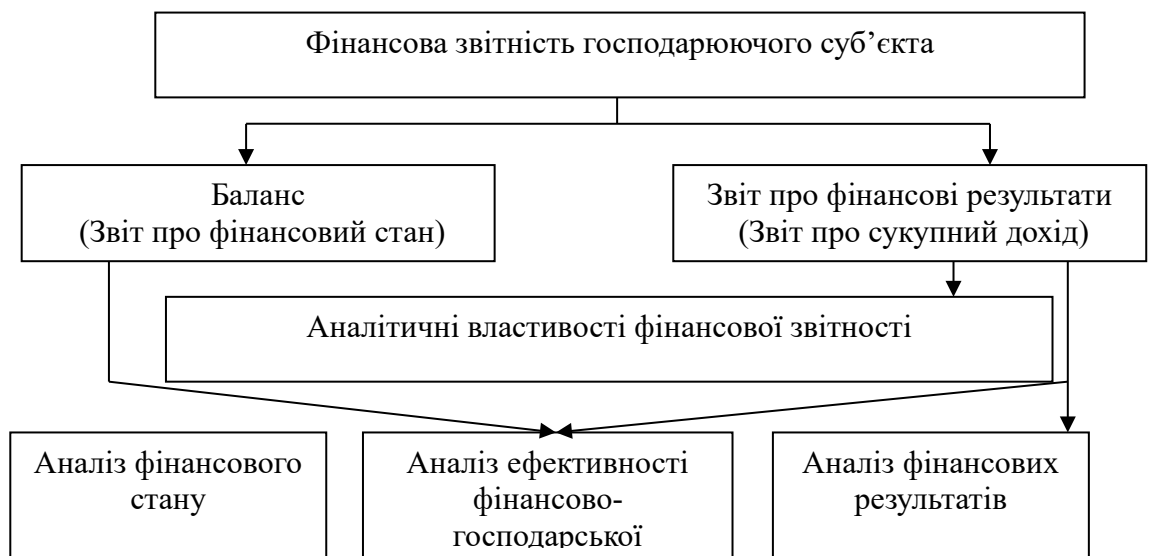 Фінансова звітність господарюючого суб’єкта
Баланс
(Звіт про фінансовий стан)
Звіт про фінансові результати
(Звіт про сукупний дохід)
Аналітичні властивості фінансової звітності
Аналіз фінансового
стану
Аналіз ефективності
фінансово-
господарської
Аналіз фінансових
результатів